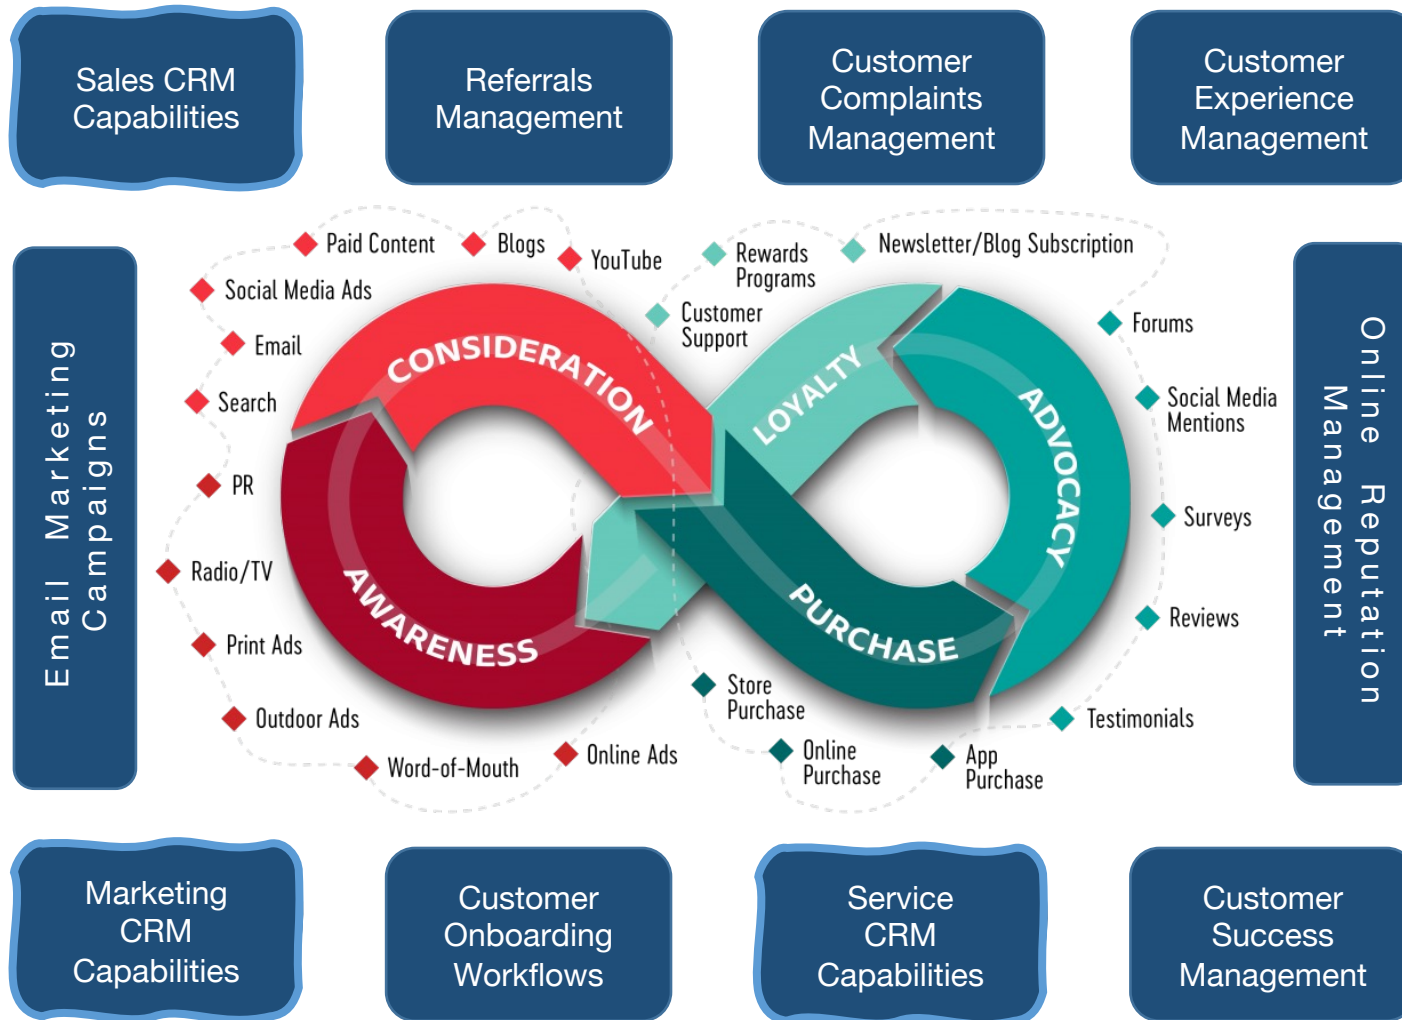 Sales CRM
Capabilities
Referrals
Management
Customer
Complaints
Management
Customer
Experience
Management
Email Marketing
Campaigns
Paid Content
Blogs
YouTube
Social Media Ads
Email
Search
PR
Radio/TV
Print Ads
Outdoor Ads
Word-of-Mouth
Online Ads
CONSIDERATION
AWARENESS
Rewards
Programs
Newsletter/Blog Subscription
Customer
Support
LOYALTY
ADVOCACY
PURCHASE
Forums
Social Media
Mentions
Surveys
Reviews
Testimonials
Store
Purchase
Online
Purchase
App
Purchase
Online Reputation
Management
Marketing
CRM
Capabilities
Customer
Onboarding
Workflows
Service
CRM
Capabilities
Customer
Success
Management